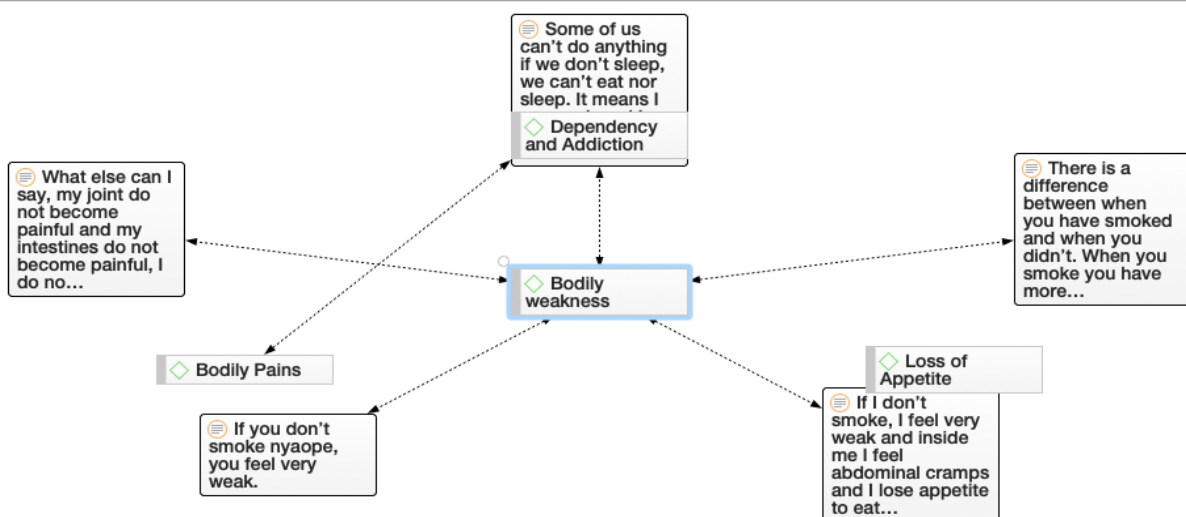 Some of us
can't do anything
if we don't sleep,
we can't eat nor
sleep. It means I
Dependency
and Addiction
What else can I
say, my joint do
not become
painful and my
intestines do not
become painful, I
do no...
There is a
difference
between when
you have smoked
and when you
didn't. When you
smoke you have
more...
Bodily
weakness
Bodily Pains
Loss of
Appetite
If you don't
smoke nyaope,
you feel very
weak.
If I don't
smoke, I feel very
weak and inside
me I feel
abdominal cramps
and I lose appetite
to eat...